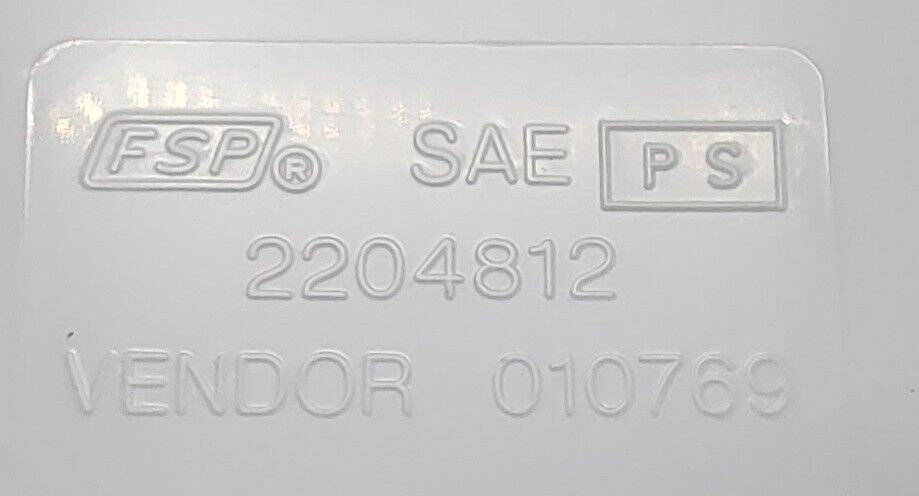 FSP® SAE PS
2204812
VENDOR 010769